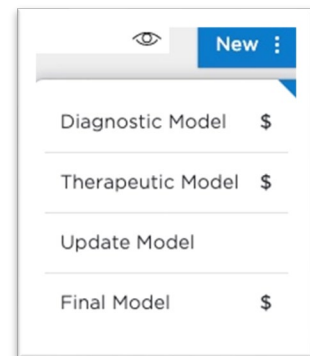 New ⋮
Diagnostic Model $
Therapeutic Model $
Update Model
Final Model $